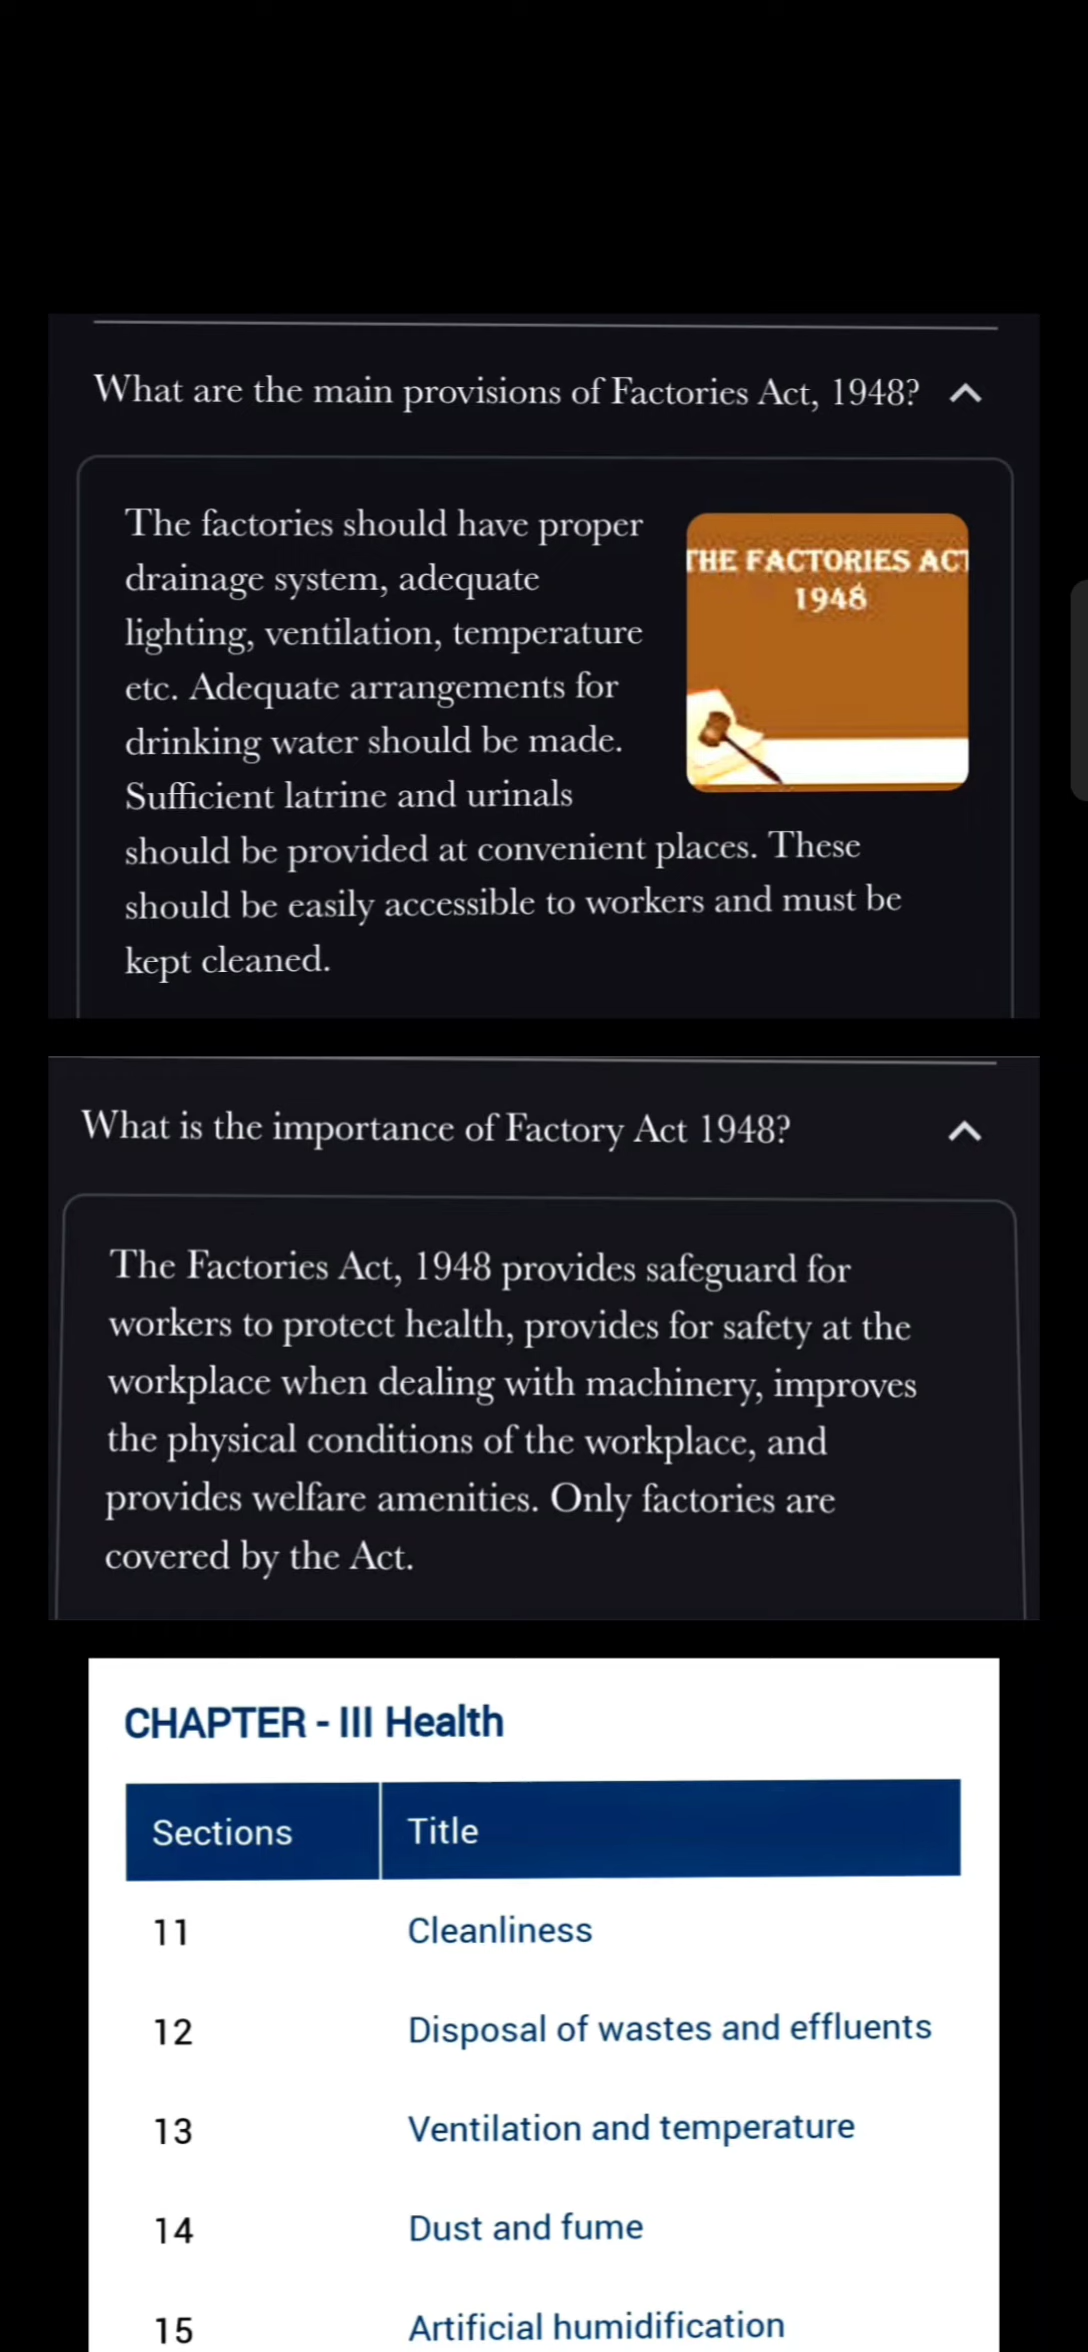 What are the main provisions of Factories Act, 1948?
The factories should have proper
drainage system, adequate
lighting, ventilation, temperature
etc. Adequate arrangements for
drinking water should be made.
Sufficient latrine and urinals
should be provided at convenient places. These
should be easily accessible to workers and must be
kept cleaned.
THE FACTORIES ACT
1948
What is the importance of Factory Act 1948?
The Factories Act, 1948 provides safeguard for
workers to protect health, provides for safety at the
workplace when dealing with machinery, improves
the physical conditions of the workplace, and
provides welfare amenities. Only factories are
covered by the Act.
CHAPTER - III Health
Sections Title
11 Cleanliness
12 Disposal of wastes and effluents
13 Ventilation and temperature
14 Dust and fume
15 Artificial humidification